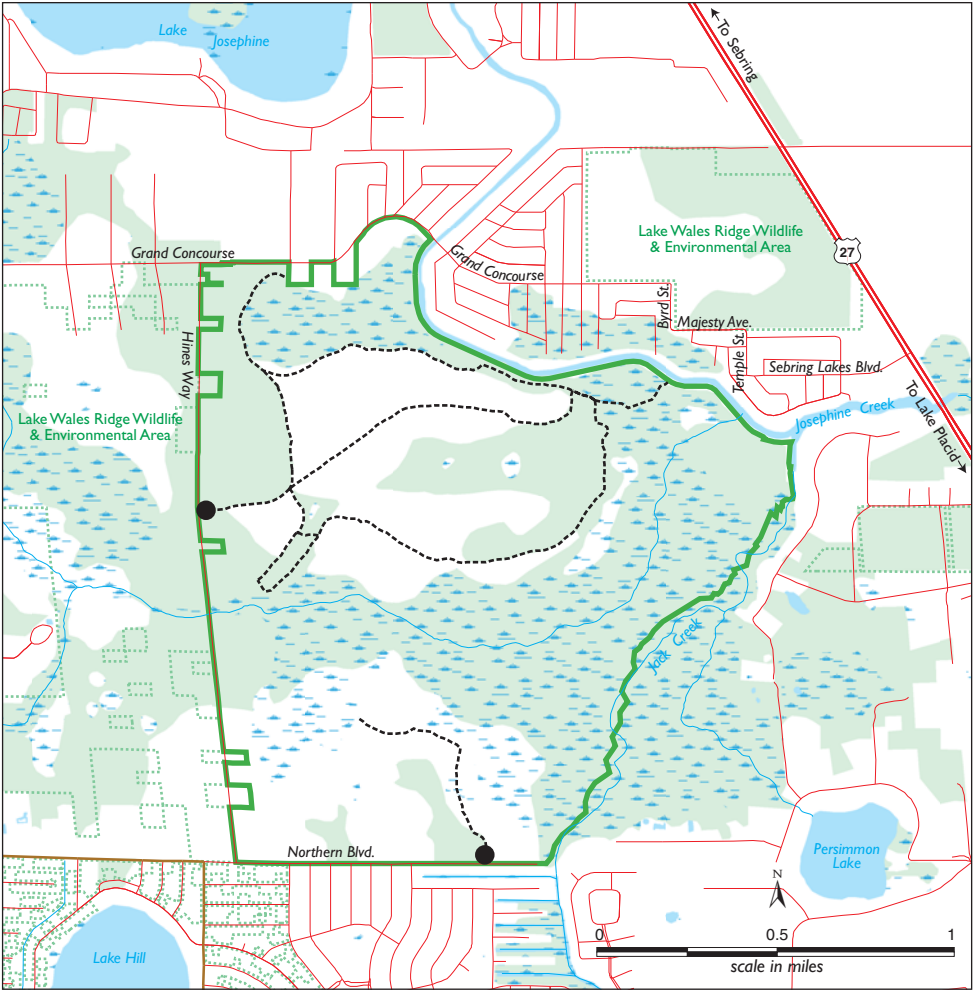 Lake
Josephine
To Sebring
Lake Wales Ridge Wildlife
& Environmental Area
27
Grand Concourse
Grand Concourse
Byrd St.
Majesty Ave.
Temple St.
Sebring Lakes Blvd.
Hines Way
To Lake Placid
Josephine Creek
Lake Wales Ridge Wildlife
& Environmental Area
Jack Creek
Northern Blvd.
Persimmon
Lake
N
0 0.5 1
scale in miles
Lake Hill